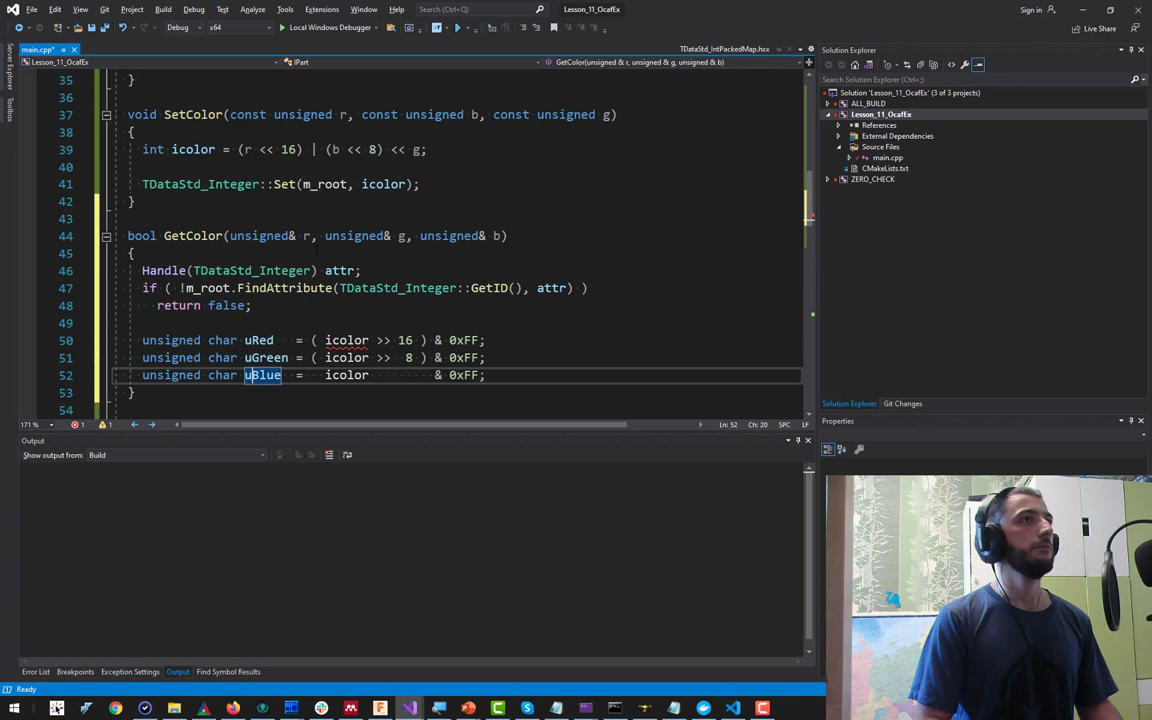 File Edit View Git Project Build Debug Test Analyze Tools Extensions Window Help Search (Ctrl+;) Lesson_11_OcafEx Sign in
Debug x64 Local Windows Debugger Live Share
Server Explorer
Toolbox
main.cpp* TDataStd_IntPackedMap.hxx
Lesson_11_OcafEx IPart GetColor(unsigned & r, unsigned & g, unsigned & b)
35 }
36
37 void SetColor(const unsigned r, const unsigned b, const unsigned g)
38 {
39 int icolor = (r << 16) | (b << 8) << g;
40
41 TDataStd_Integer::Set(m_root, icolor);
42 }
43
44 bool GetColor(unsigned& r, unsigned& g, unsigned& b)
45 {
46 Handle(TDataStd_Integer) attr;
47 if ( !m_root.FindAttribute(TDataStd_Integer::GetID(), attr) )
48 return false;
49
50 unsigned char uRed = ( icolor >> 16 ) & 0xFF;
51 unsigned char uGreen = ( icolor >> 8 ) & 0xFF;
52 unsigned char uBlue = icolor & 0xFF;
53 }
54
171 % 1 1 Ln: 52 Ch: 20 SPC LF
Output
Show output from: Build
Error List Breakpoints Exception Settings Output Find Symbol Results
Ready
Solution Explorer
Search Solution Explorer (Ctrl+;)
Solution 'Lesson_11_OcafEx' (3 of 3 projects)
ALL_BUILD
Lesson_11_OcafEx
References
External Dependencies
Source Files
main.cpp
CMakeLists.txt
ZERO_CHECK
Solution Explorer Git Changes
Properties